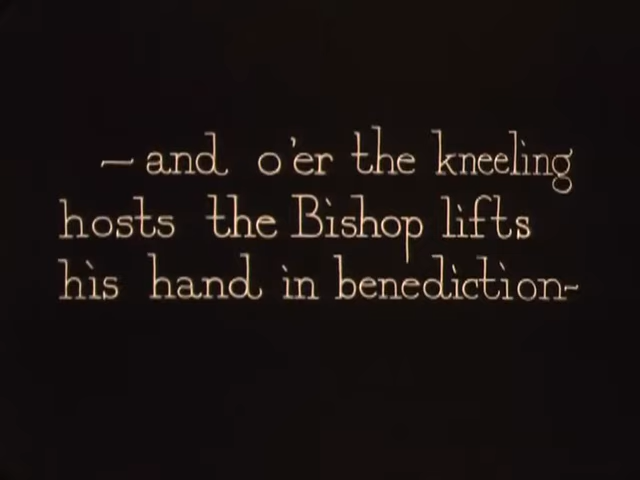 — and o'er the kneeling
hosts the Bishop lifts
his hand in benediction-